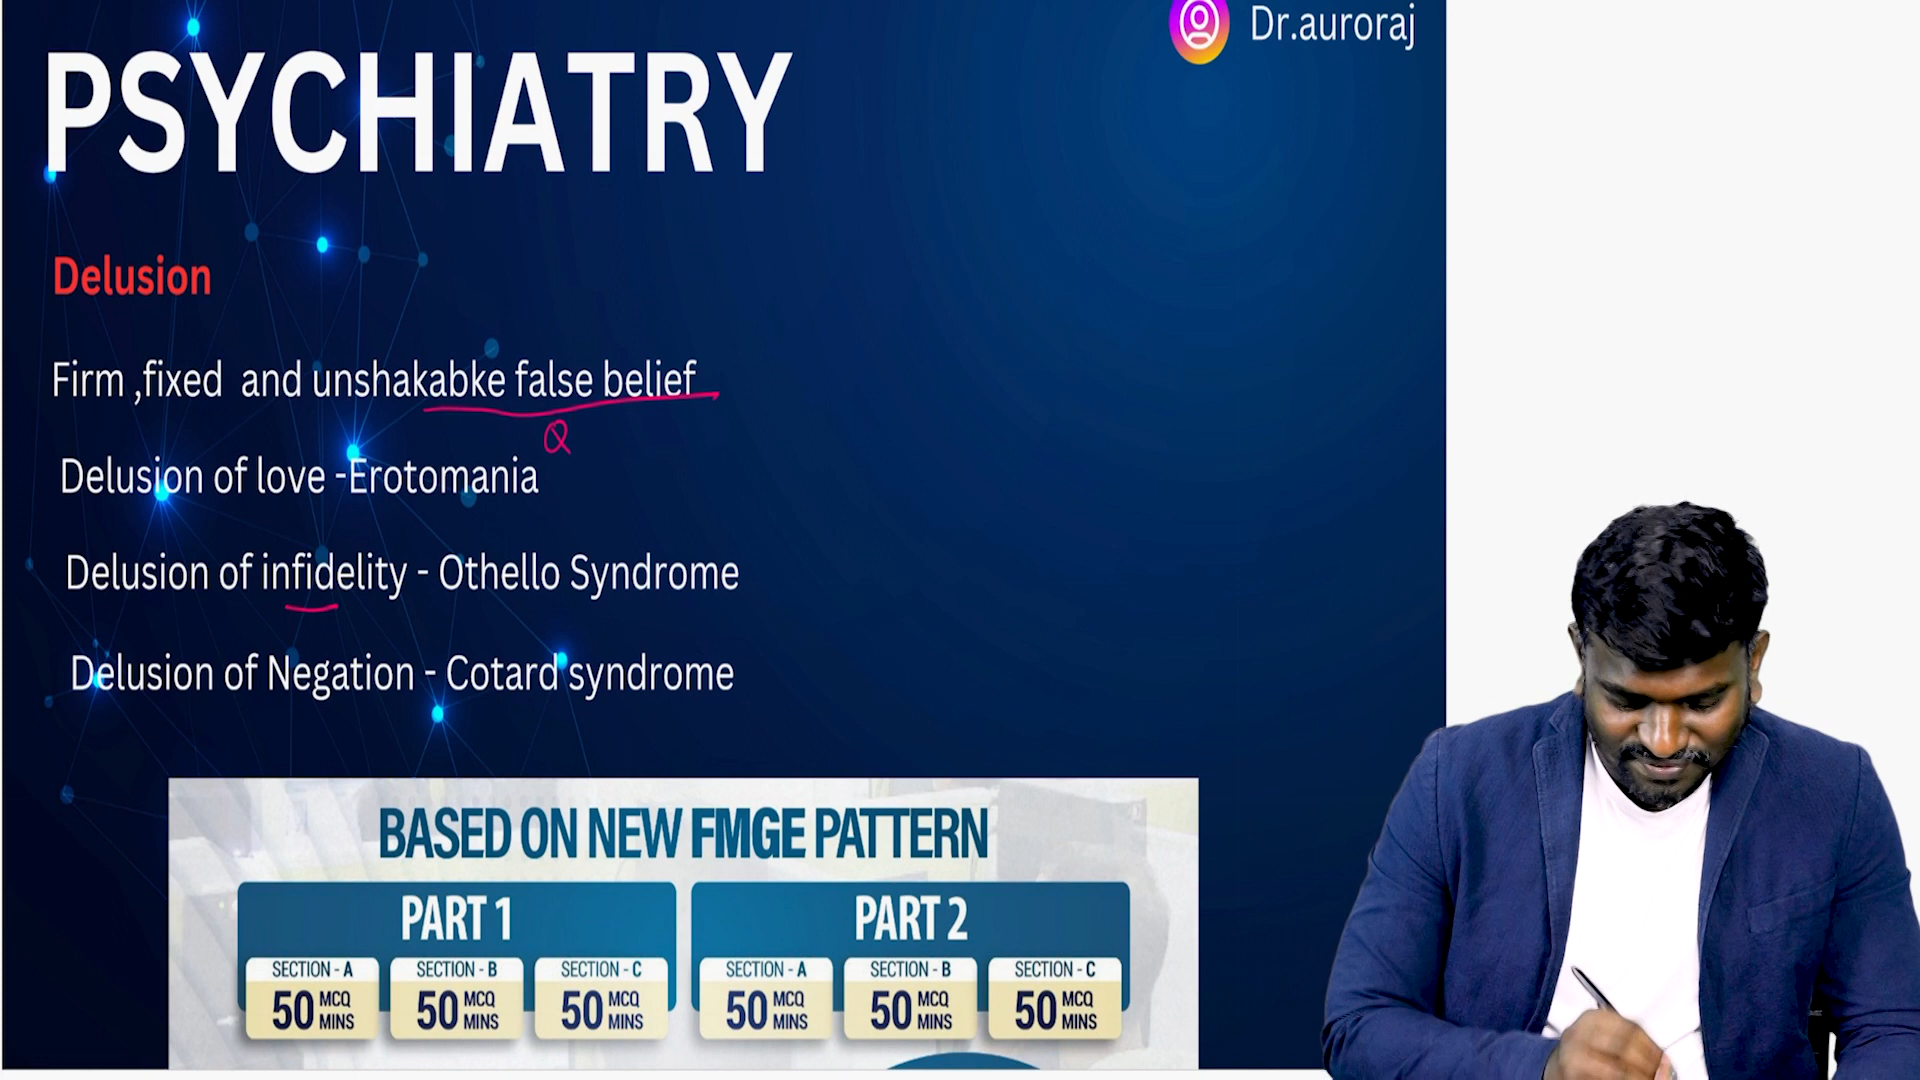 Dr.auroraj
PSYCHIATRY
Delusion
Firm ,fixed and unshakabke false belief
Delusion of love -Erotomania
Delusion of infidelity - Othello Syndrome
Delusion of Negation - Cotard syndrome
BASED ON NEW FMGE PATTERN
PART 1
PART 2
SECTION - A
SECTION - B
SECTION - C
SECTION - A
SECTION - B
SECTION - C
50 MCQ MINS
50 MCQ MINS
50 MCQ MINS
50 MCQ MINS
50 MCQ MINS
50 MCQ MINS